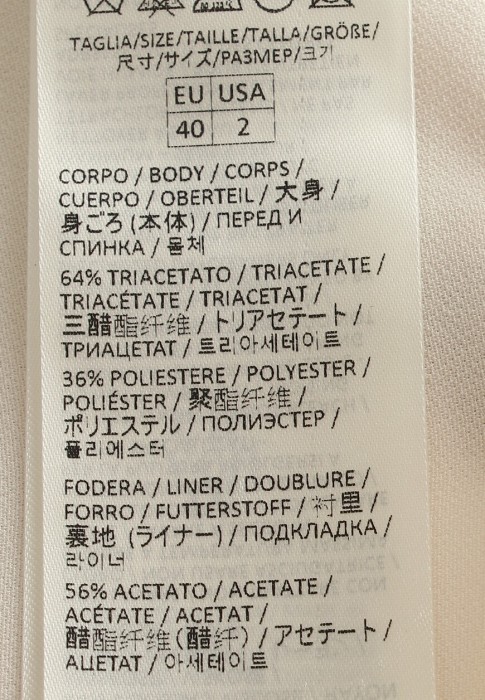 TAGLIA/SIZE/TAILLE/TALLA/GRÖßE/
尺寸/サイズ/РАЗМЕР/크기
EU USA
40 2
CORPO / BODY / CORPS /
CUERPO / OBERTEIL / 大身 /
身ごろ (本体) / ПЕРЕД И
СПИНКА / 몸체
64% TRIACETATO / TRIACETATE /
TRIACÉTATE / TRIACETAT /
三醋酯纤维 / トリアセテート /
ТРИАЦЕТАТ / 트리아세테이트
36% POLIESTERE / POLYESTER /
POLIÉSTER / 聚酯纤维 /
ポリエステル / ПОЛИЭСТЕР /
폴리에스터
FODERA / LINER / DOUBLURE /
FORRO / FUTTERSTOFF / 衬里 /
裏地 (ライナー) / ПОДКЛАДКА /
라이너
56% ACETATO / ACETATE /
ACÉTATE / ACETAT /
醋酯纤维(醋纤) / アセテート /
АЦЕТАТ / 아세테이트